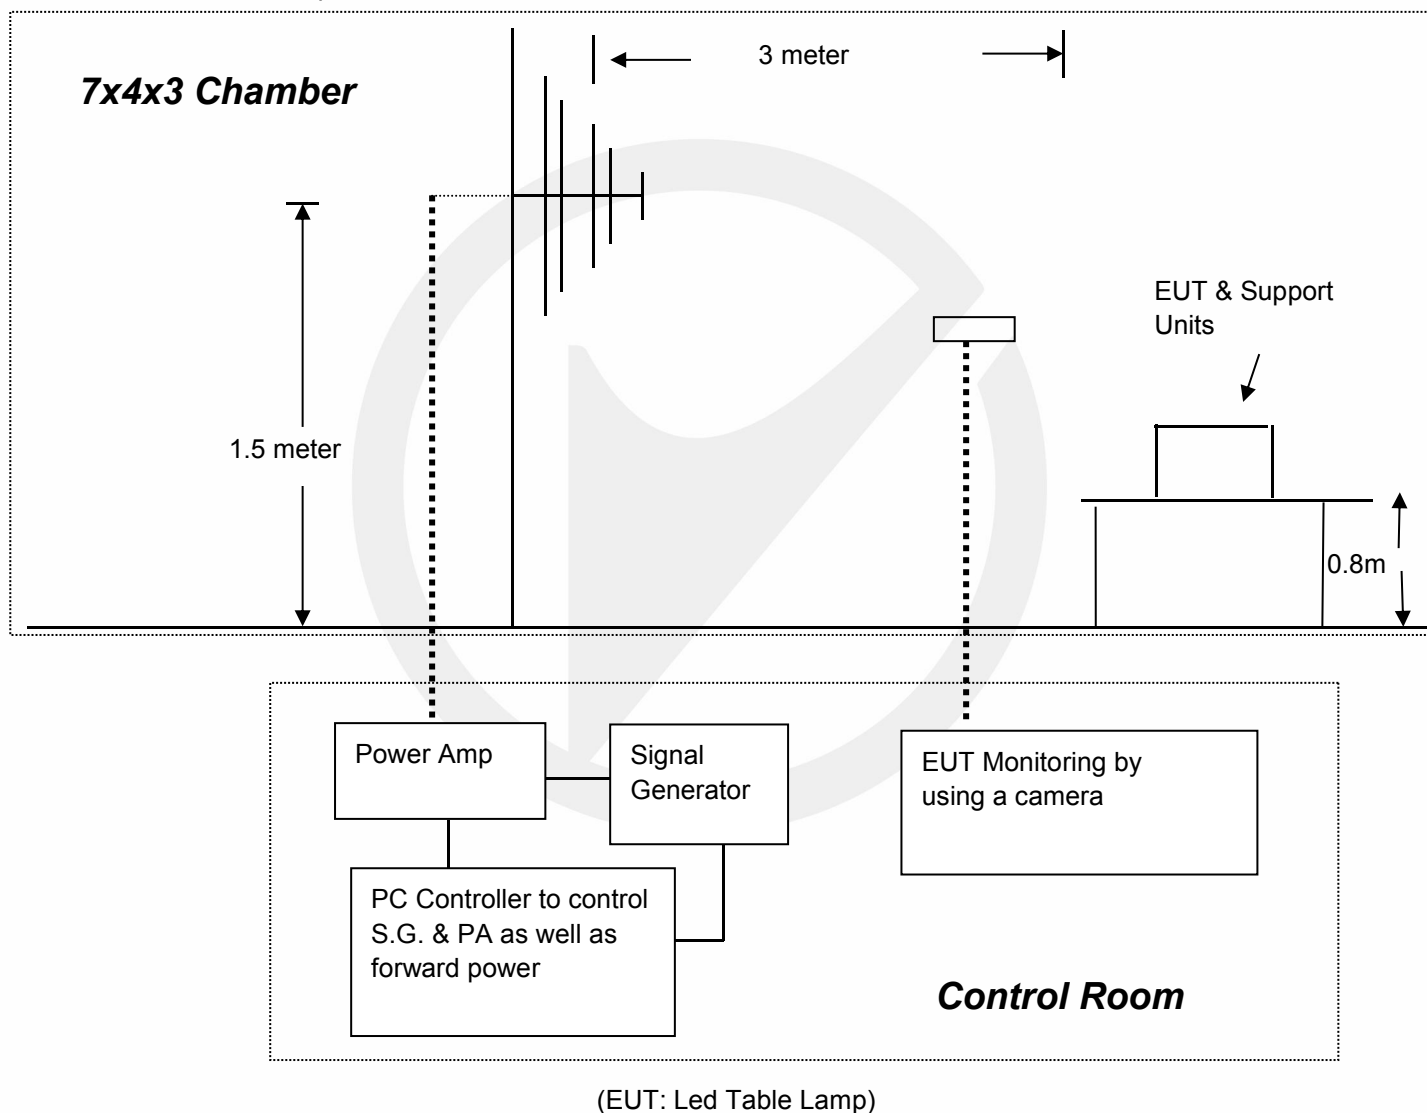 3 meter
7x4x3 Chamber
EUT & Support
Units
1.5 meter
0.8m
Power Amp
Signal
Generator
EUT Monitoring by
using a camera
PC Controller to control
S.G. & PA as well as
forward power
Control Room
(EUT: Led Table Lamp)